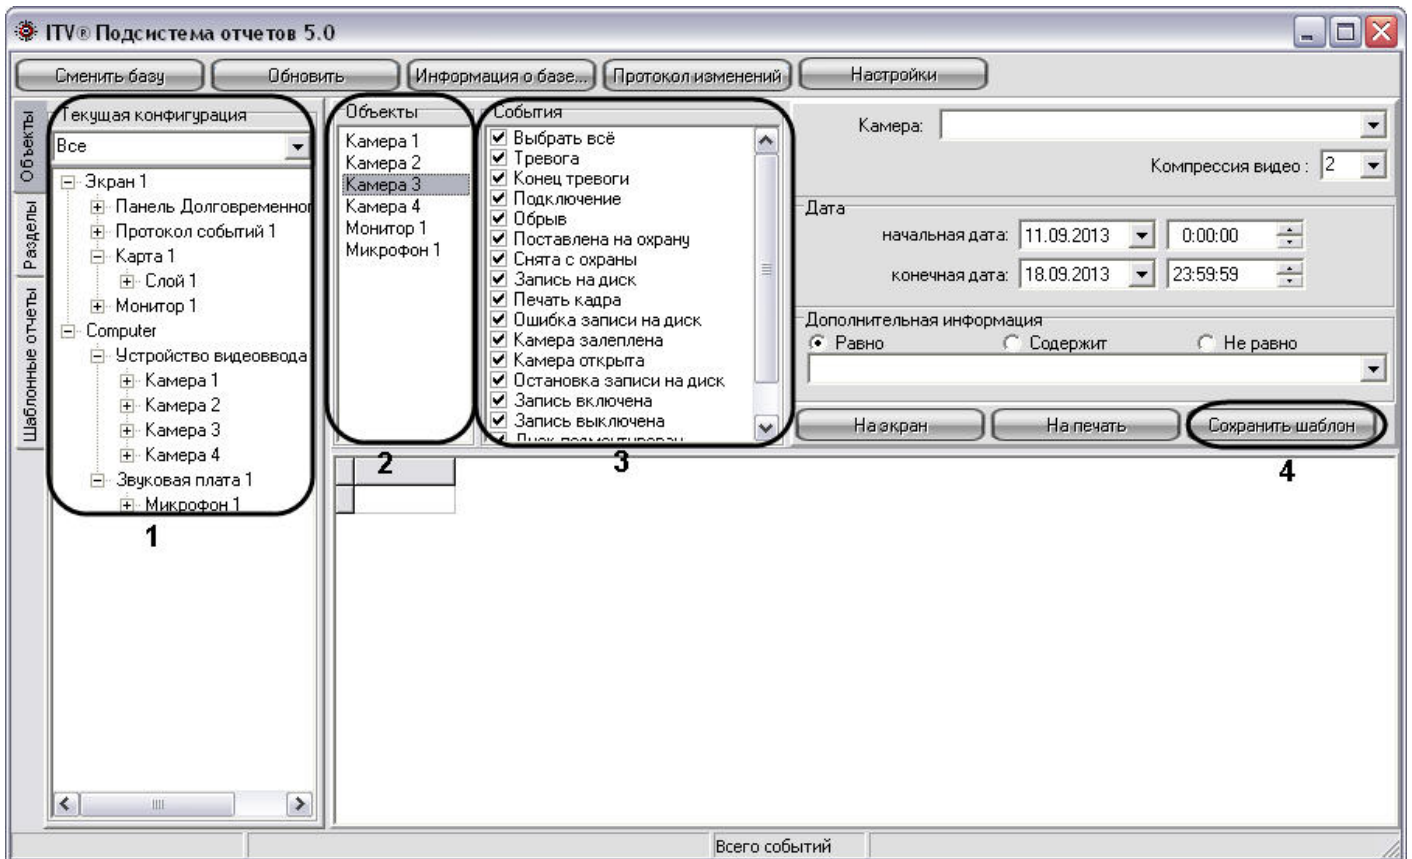 ITV® Подсистема отчетов 5.0
Сменить базу
Обновить
Информация о базе...
Протокол изменений
Настройки
Объекты
Разделы
Шаблонные отчеты
Текущая конфигурация
Все
Экран 1
Панель Долговременног
Протокол событий 1
Карта 1
Слой 1
Монитор 1
Computer
Устройство видеоввода
Камера 1
Камера 2
Камера 3
Камера 4
Звуковая плата 1
Микрофон 1
1
Объекты
Камера 1
Камера 2
Камера 3
Камера 4
Монитор 1
Микрофон 1
2
События
Выбрать всё
Тревога
Конец тревоги
Подключение
Обрыв
Поставлена на охрану
Снята с охраны
Запись на диск
Печать кадра
Ошибка записи на диск
Камера залеплена
Камера открыта
Остановка записи на диск
Запись включена
Запись выключена
3
Камера:
Компрессия видео : 2
Дата
начальная дата: 11.09.2013 0:00:00
конечная дата: 18.09.2013 23:59:59
Дополнительная информация
Равно Содержит Не равно
На экран
На печать
Сохранить шаблон
4
Всего событий